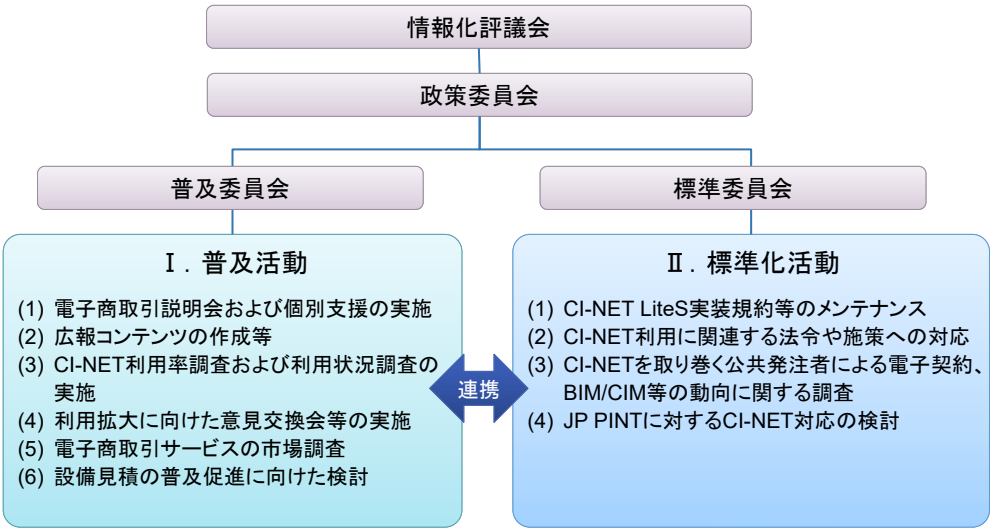 情報化評議会
政策委員会
普及委員会
標準委員会
Ⅰ．普及活動
(1) 電子商取引説明会および個別支援の実施
(2) 広報コンテンツの作成等
(3) CI-NET利用率調査および利用状況調査の
実施
(4) 利用拡大に向けた意見交換会等の実施
(5) 電子商取引サービスの市場調査
(6) 設備見積の普及促進に向けた検討
連携
Ⅱ．標準化活動
(1) CI-NET LiteS実装規約等のメンテナンス
(2) CI-NET利用に関連する法令や施策への対応
(3) CI-NETを取り巻く公共発注者による電子契約、
BIM/CIM等の動向に関する調査
(4) JP PINTに対するCI-NET対応の検討